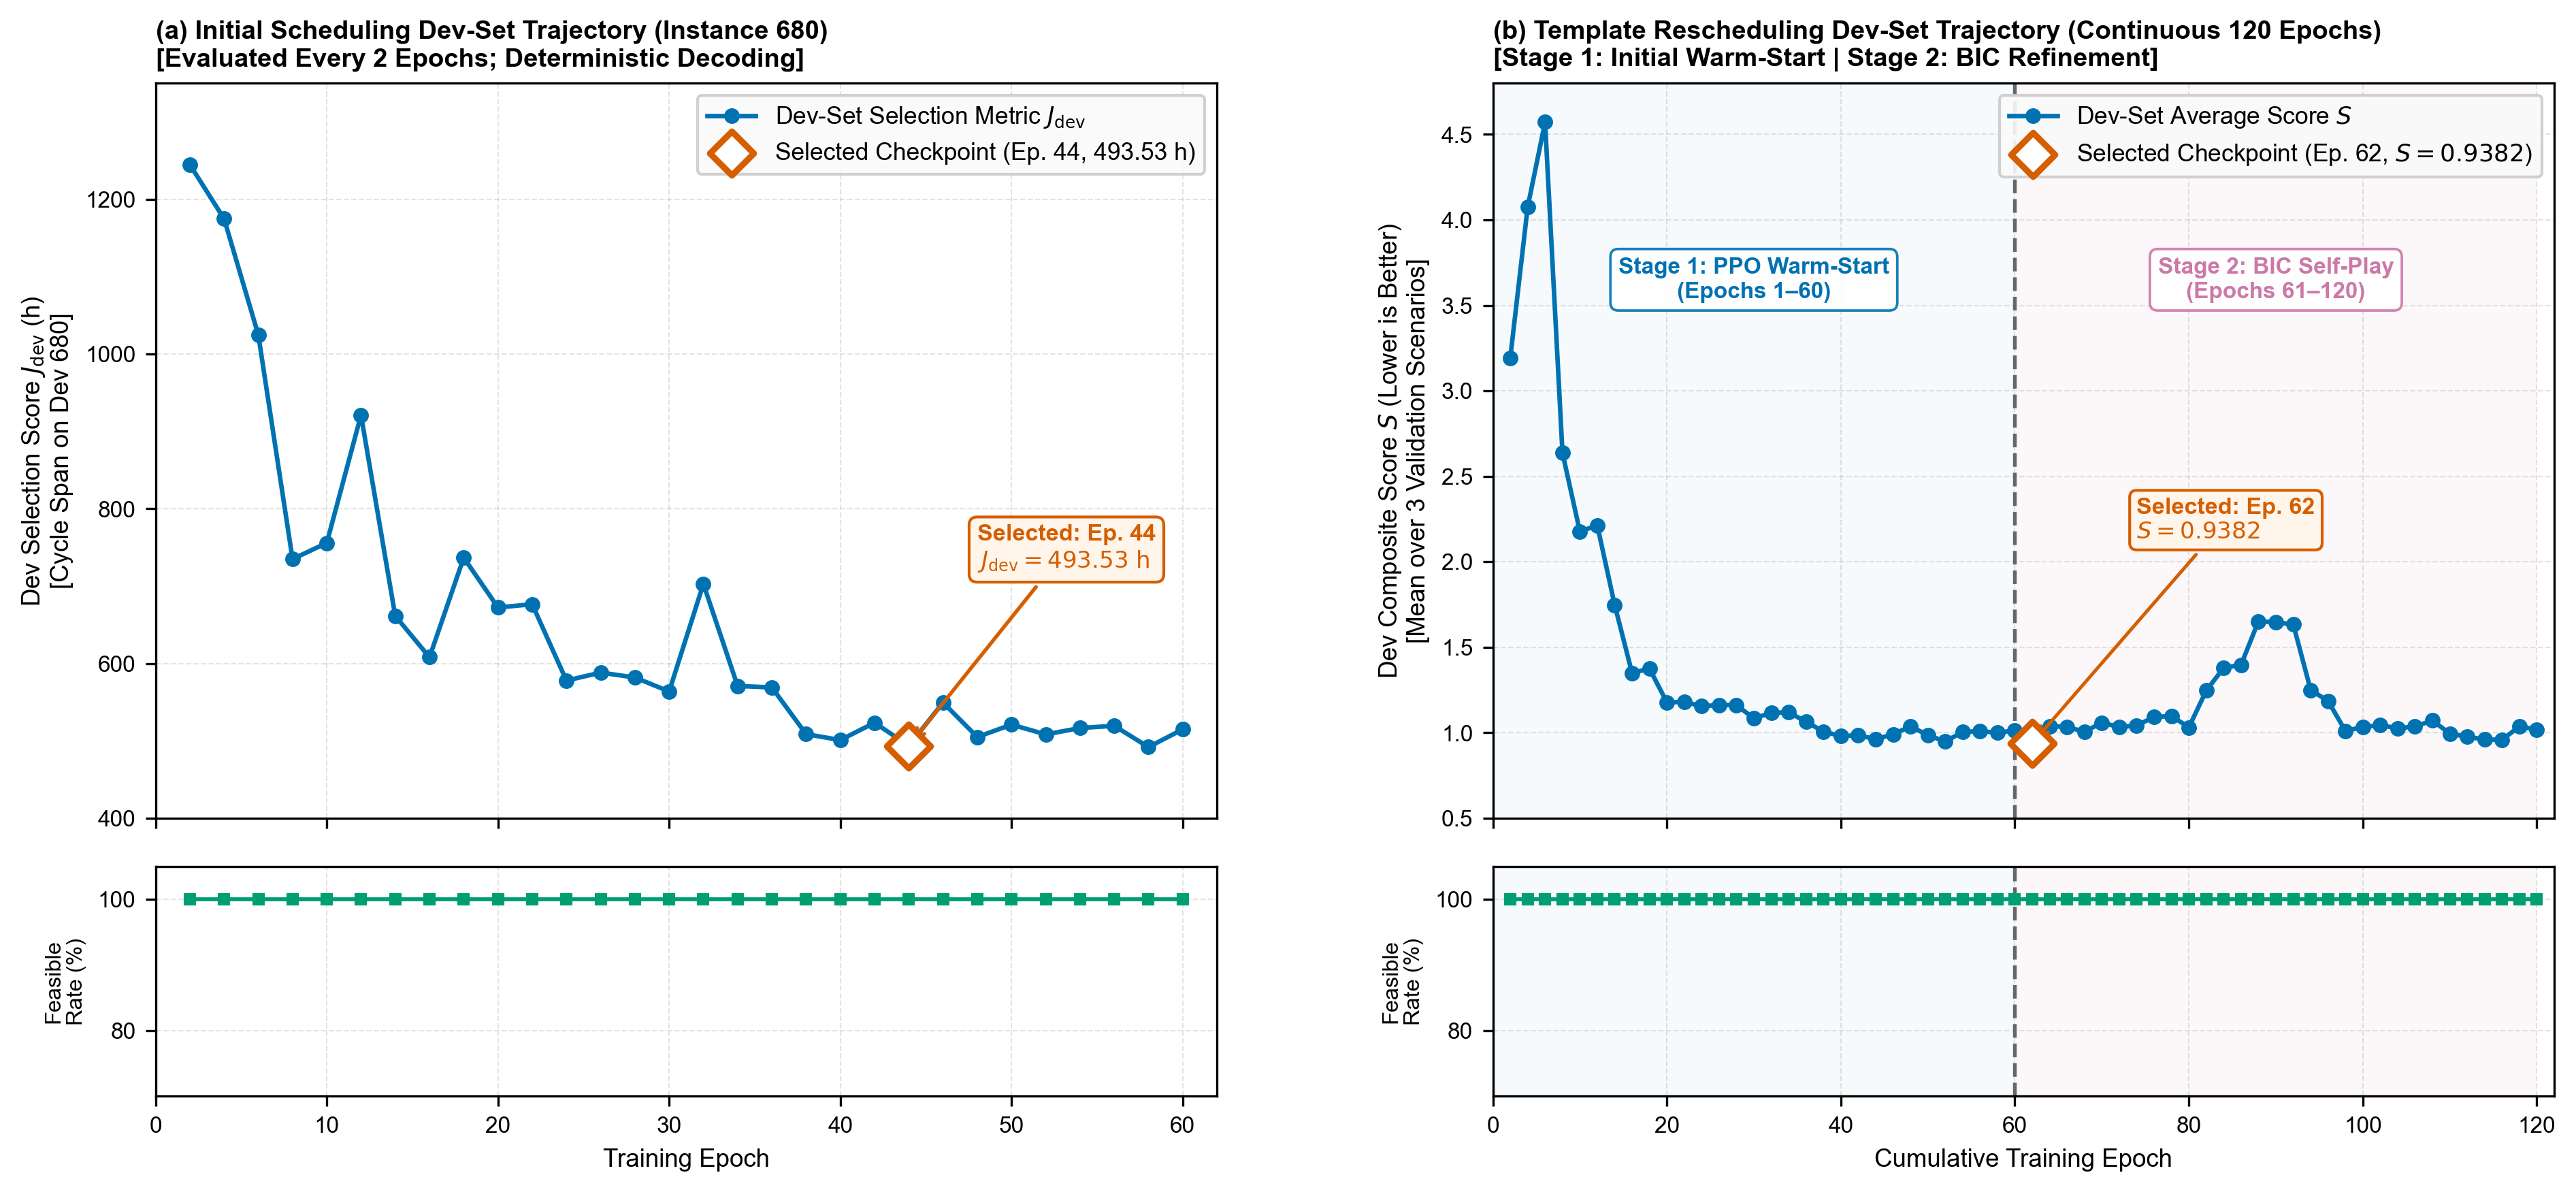 (a) Initial Scheduling Dev-Set Trajectory (Instance 680)
[Evaluated Every 2 Epochs; Deterministic Decoding]
Dev-Set Selection Metric J_dev
Selected Checkpoint (Ep. 44, 493.53 h)
Dev Selection Score J_dev (h)
[Cycle Span on Dev 680]
1200
1000
800
600
400
Selected: Ep. 44
J_dev = 493.53 h
Feasible
Rate (%)
100
80
0 10 20 30 40 50 60
Training Epoch
(b) Template Rescheduling Dev-Set Trajectory (Continuous 120 Epochs)
[Stage 1: Initial Warm-Start | Stage 2: BIC Refinement]
Dev-Set Average Score S
Selected Checkpoint (Ep. 62, S = 0.9382)
Dev Composite Score S (Lower is Better)
[Mean over 3 Validation Scenarios]
4.5
4.0
3.5
3.0
2.5
2.0
1.5
1.0
0.5
Stage 1: PPO Warm-Start
(Epochs 1–60)
Stage 2: BIC Self-Play
(Epochs 61–120)
Selected: Ep. 62
S = 0.9382
Feasible
Rate (%)
100
80
0 20 40 60 80 100 120
Cumulative Training Epoch